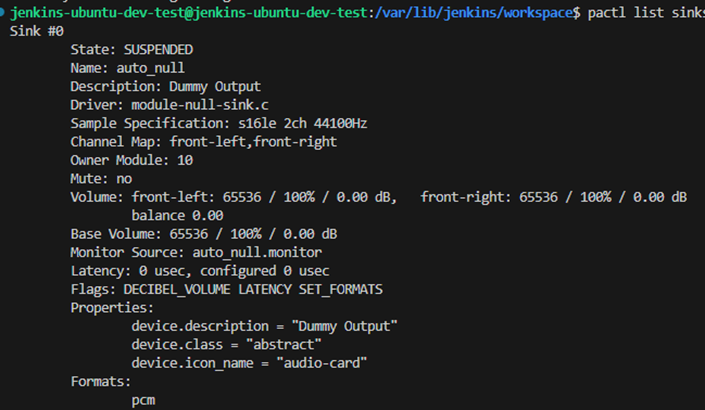 jenkins-ubuntu-dev-test@jenkins-ubuntu-dev-test:/var/lib/jenkins/workspace$ pactl list sinks
Sink #0
State: SUSPENDED
Name: auto_null
Description: Dummy Output
Driver: module-null-sink.c
Sample Specification: s16le 2ch 44100Hz
Channel Map: front-left,front-right
Owner Module: 10
Mute: no
Volume: front-left: 65536 / 100% / 0.00 dB,   front-right: 65536 / 100% / 0.00 dB
balance 0.00
Base Volume: 65536 / 100% / 0.00 dB
Monitor Source: auto_null.monitor
Latency: 0 usec, configured 0 usec
Flags: DECIBEL_VOLUME LATENCY SET_FORMATS
Properties:
device.description = "Dummy Output"
device.class = "abstract"
device.icon_name = "audio-card"
Formats:
pcm